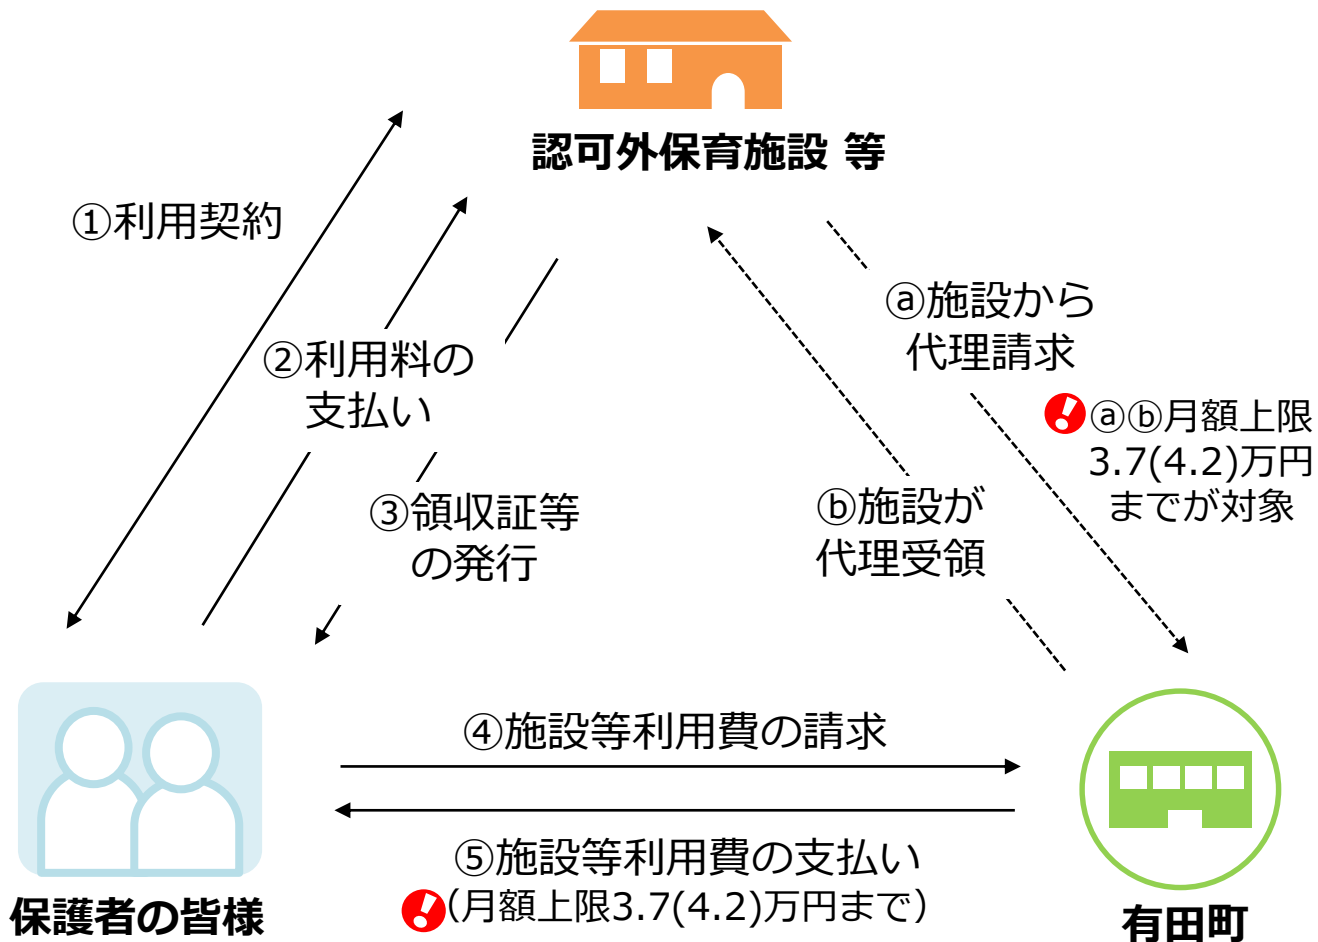 認可外保育施設 等
①利用契約
②利用料の
支払い
③領収証等
の発行
ⓐ施設から
代理請求
ⓐⓑ月額上限
3.7(4.2)万円
までが対象
ⓑ施設が
代理受領
④施設等利用費の請求
⑤施設等利用費の支払い
(月額上限3.7(4.2)万円まで)
保護者の皆様
有田町